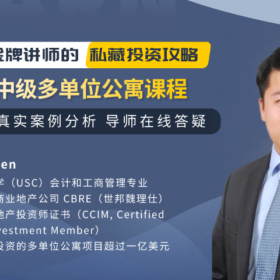 牌讲师的 私藏投资攻略
中级多单位公寓课程
真实案例分析 导师在线答疑
en
学（USC）会计和工商管理专业
商业地产公司 CBRE（世邦魏理仕）
地产投资师证书（CCIM, Certified
vestment Member）
投资的多单位公寓项目超过一亿美元